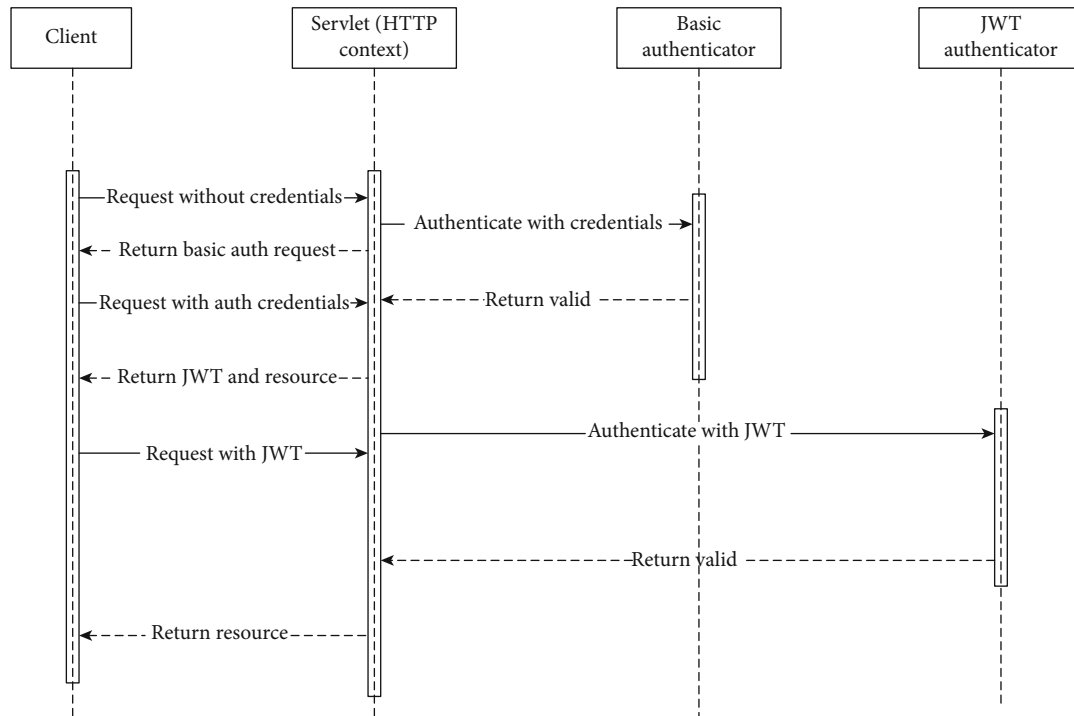 Client
Servlet (HTTP
context)
Basic
authenticator
JWT
authenticator
Request without credentials
Authenticate with credentials
Return basic auth request
Request with auth credentials
Return valid
Return JWT and resource
Authenticate with JWT
Request with JWT
Return valid
Return resource